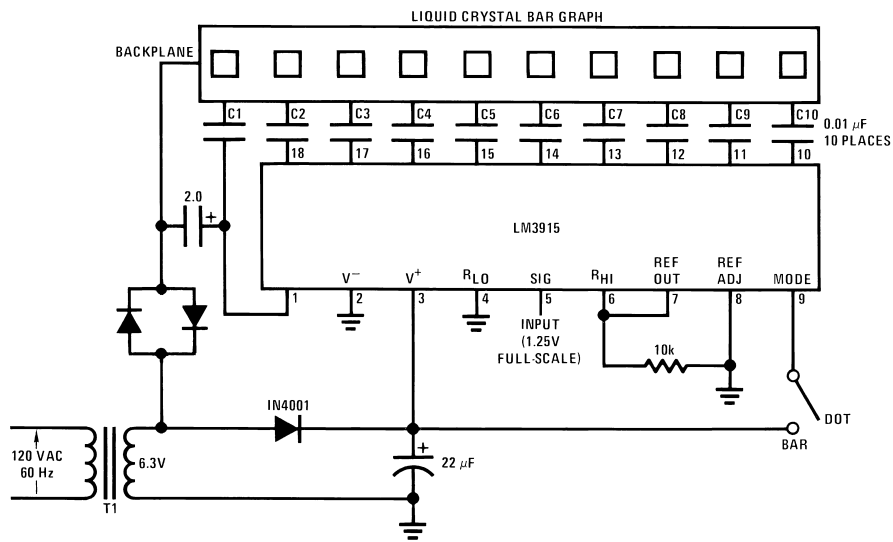 LIQUID CRYSTAL BAR GRAPH
BACKPLANE
C1 C2 C3 C4 C5 C6 C7 C8 C9 C10
0.01 µF
10 PLACES
18 17 16 15 14 13 12 11 10
2.0
+
LM3915
V− V+ RLO SIG RHI REF OUT REF ADJ MODE
1 2 3 4 5 6 7 8 9
INPUT
(1.25V
FULL-SCALE)
10k
IN4001
DOT
BAR
+
22 µF
120 VAC
60 Hz
6.3V
T1